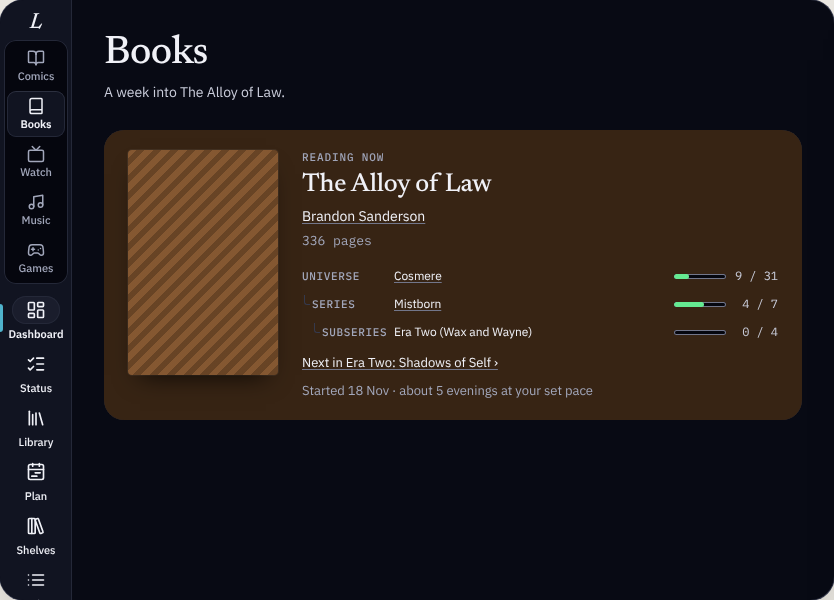 L
Comics
Books
Watch
Music
Games
Dashboard
Status
Library
Plan
Shelves
Books
A week into The Alloy of Law.
READING NOW
The Alloy of Law
Brandon Sanderson
336 pages
UNIVERSE Cosmere 9 / 31
SERIES Mistborn 4 / 7
SUBSERIES Era Two (Wax and Wayne) 0 / 4
Next in Era Two: Shadows of Self ›
Started 18 Nov · about 5 evenings at your set pace